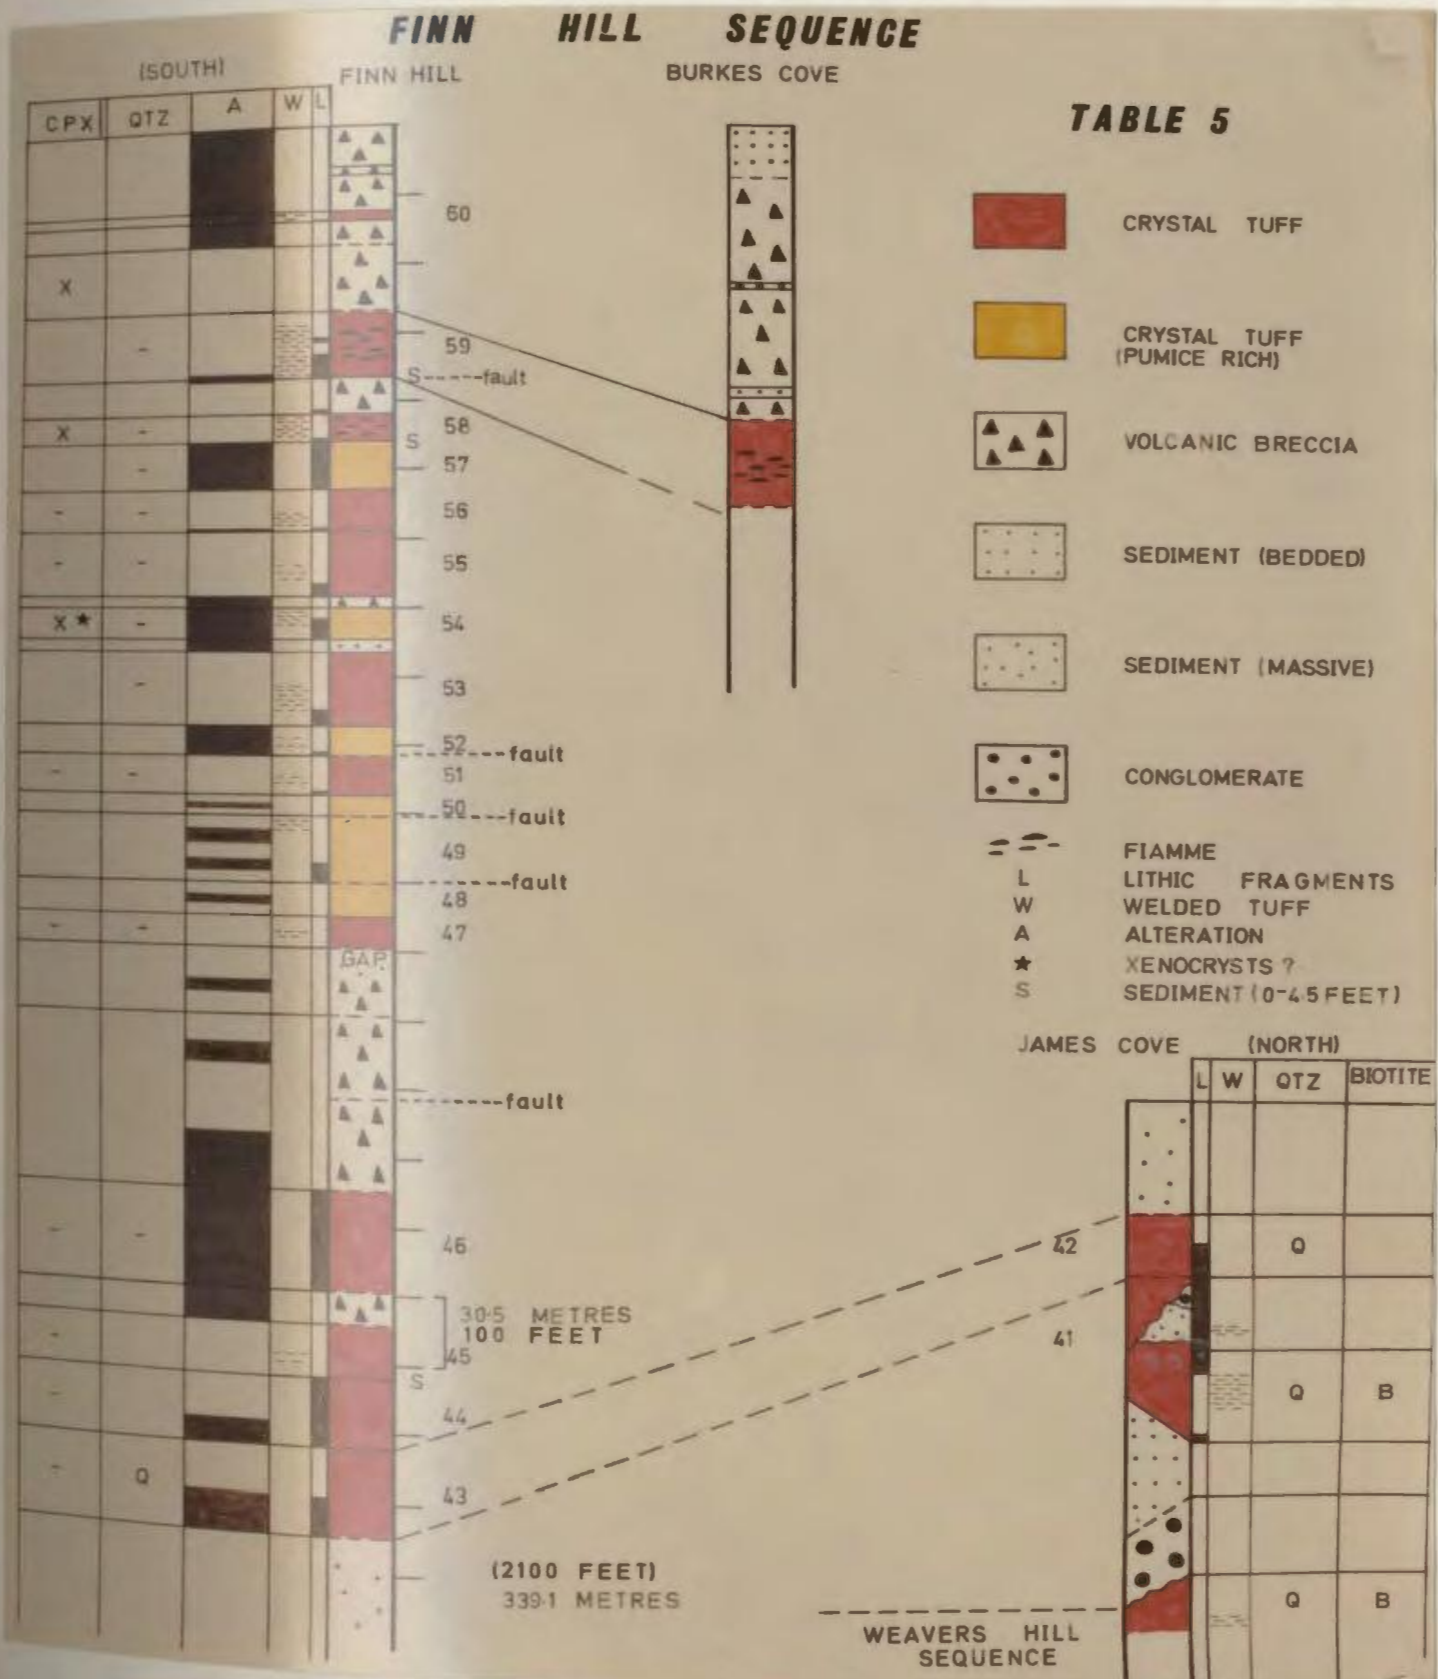 FINN HILL SEQUENCE
(SOUTH)
FINN HILL
BURKES COVE
TABLE 5
CPX QTZ A W L
60
X
59
-
S -----fault
58
X -
S
57
-
56
- -
55
- -
54
X ★ -
53
-
52
-----fault
51
- -
50
-----fault
49
-----fault
48
47
- -
GAP
-----fault
46
- -
30·5 METRES
100 FEET
45
-
S
44
-
43
- Q
(2100 FEET)
339·1 METRES
CRYSTAL TUFF
CRYSTAL TUFF
(PUMICE RICH)
VOLCANIC BRECCIA
SEDIMENT (BEDDED)
SEDIMENT (MASSIVE)
CONGLOMERATE
FIAMME
L LITHIC FRAGMENTS
W WELDED TUFF
A ALTERATION
★ XENOCRYSTS ?
S SEDIMENT (0-4·5 FEET)
JAMES COVE (NORTH)
L W QTZ BIOTITE
42
Q
41
Q B
Q B
WEAVERS HILL
SEQUENCE